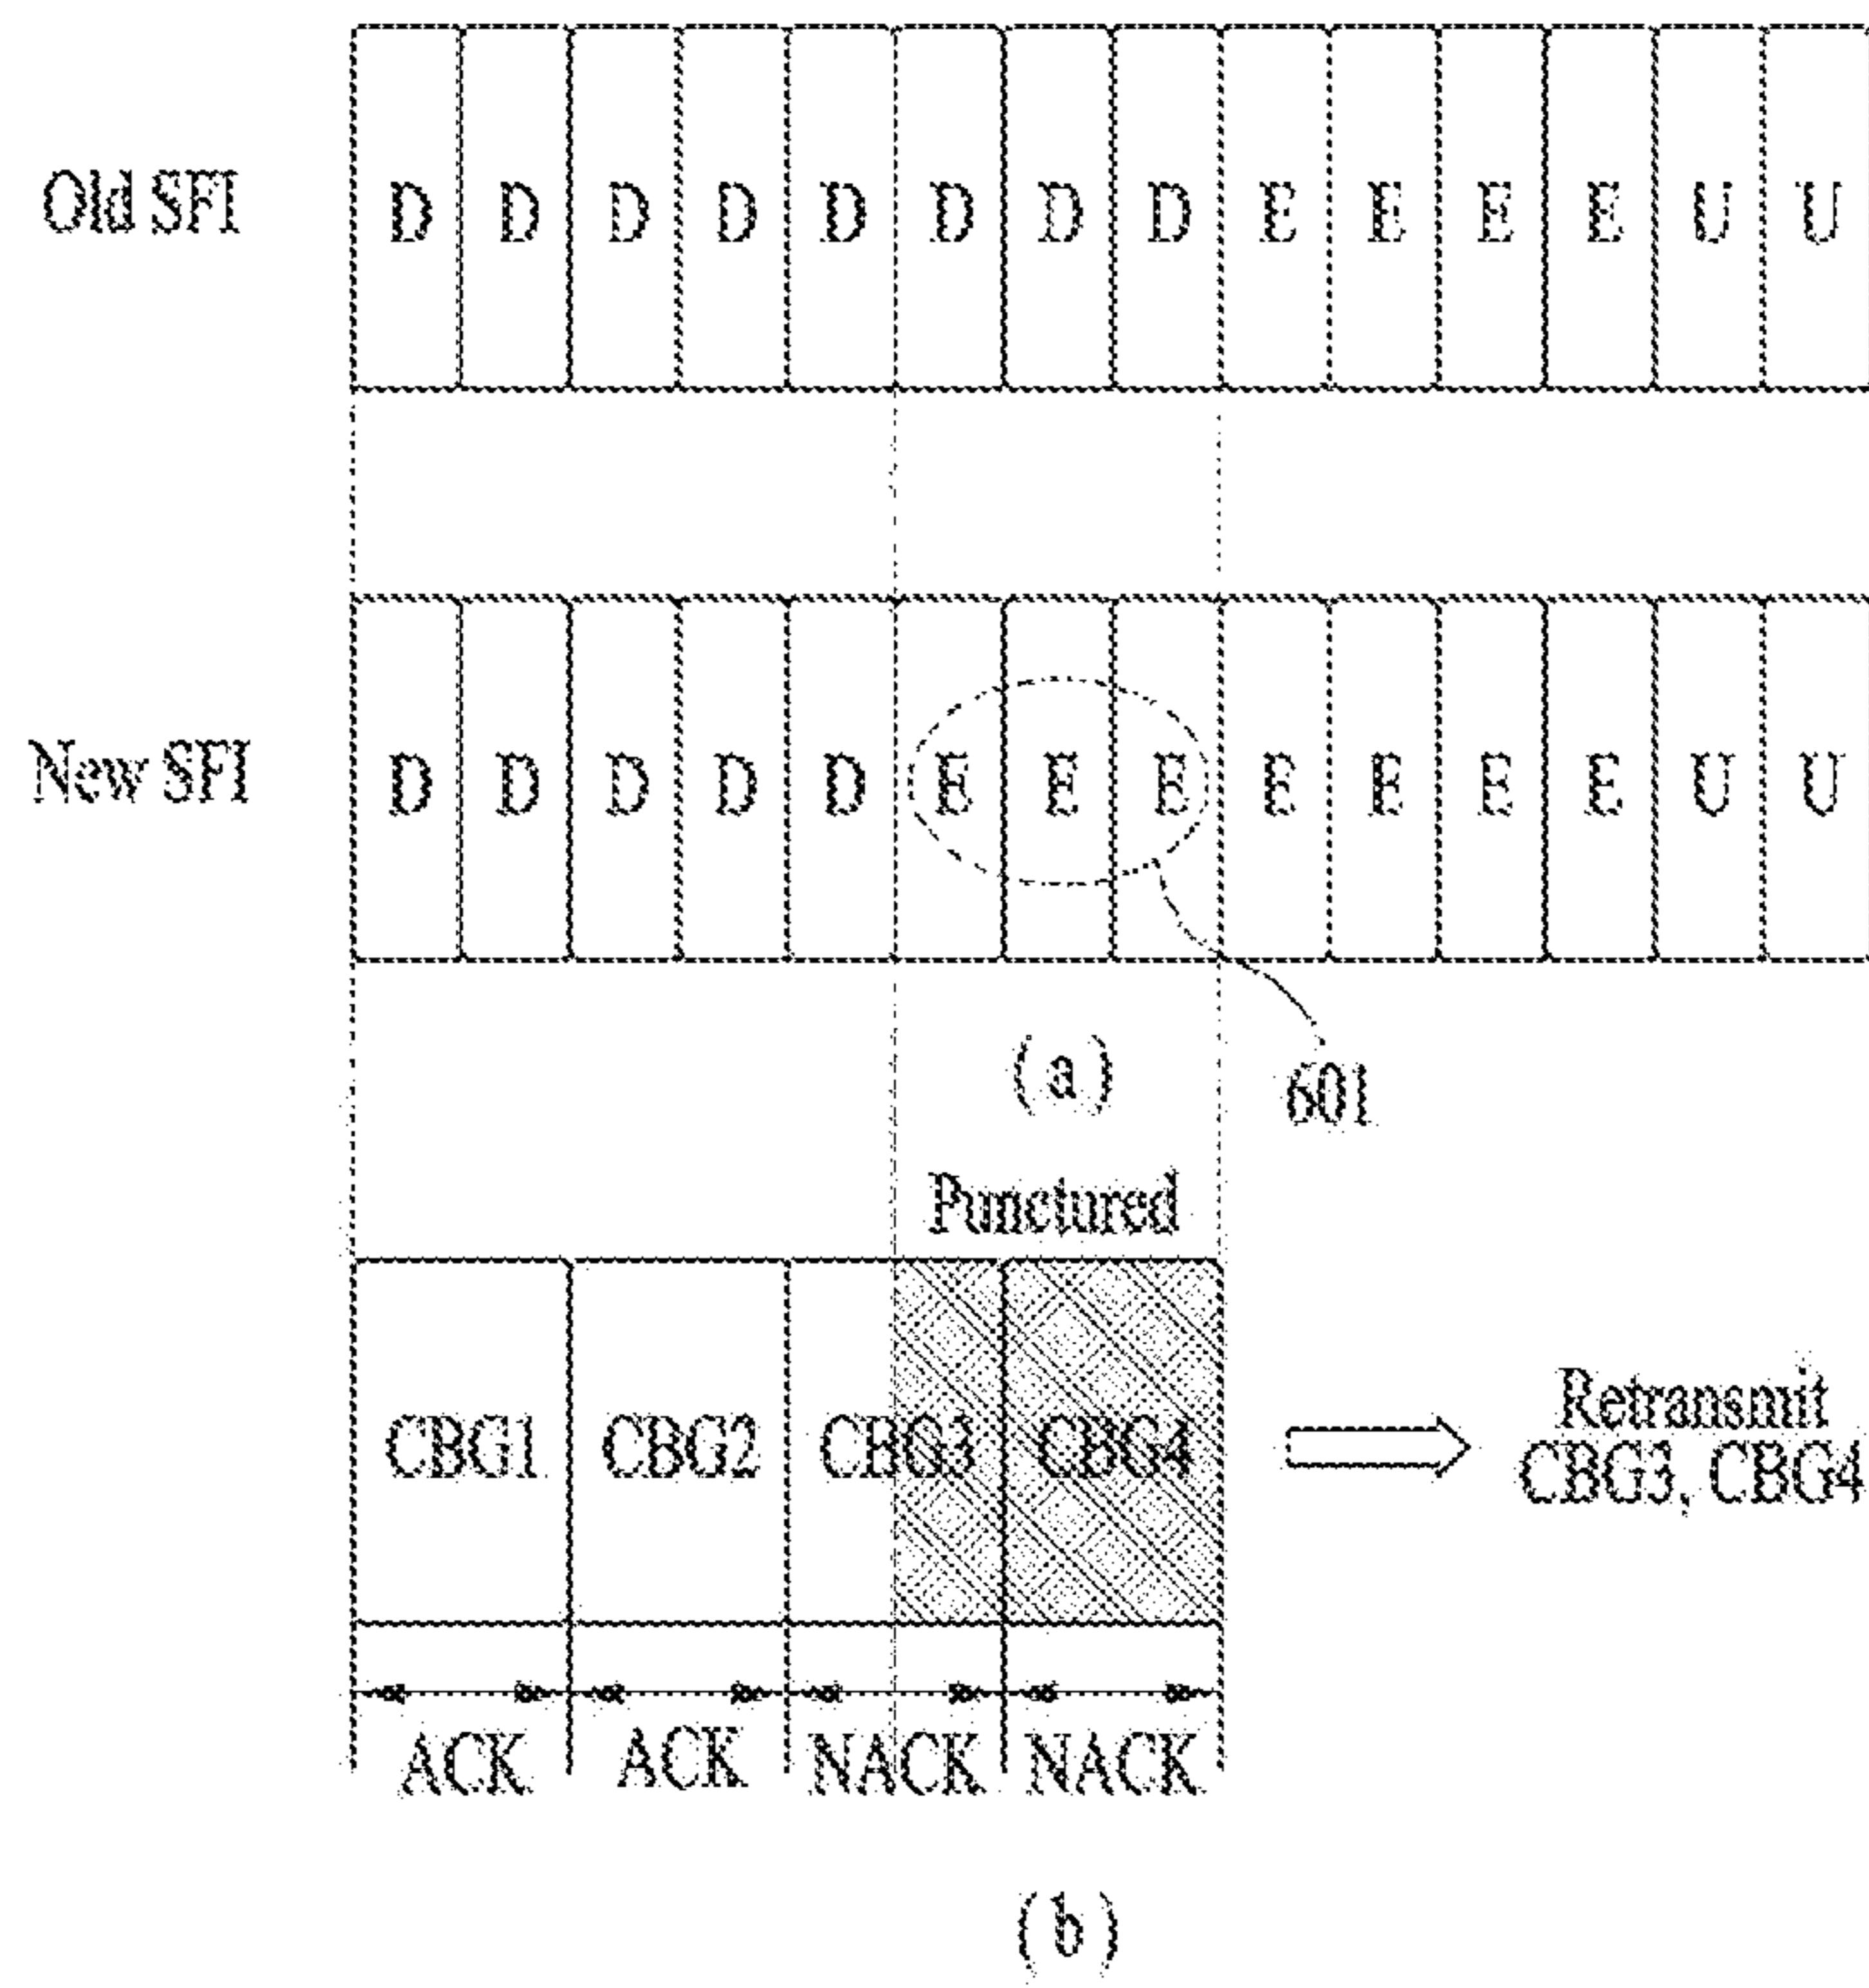 Old SFI D D D D D D D D E E E E U U
New SFI D D D D D E E E E E E E U U
(a)
601
Punctured
CBG1 CBG2 CBG3 CBG4
Retransmit
CBG3, CBG4
ACK ACK NACK NACK
(b)